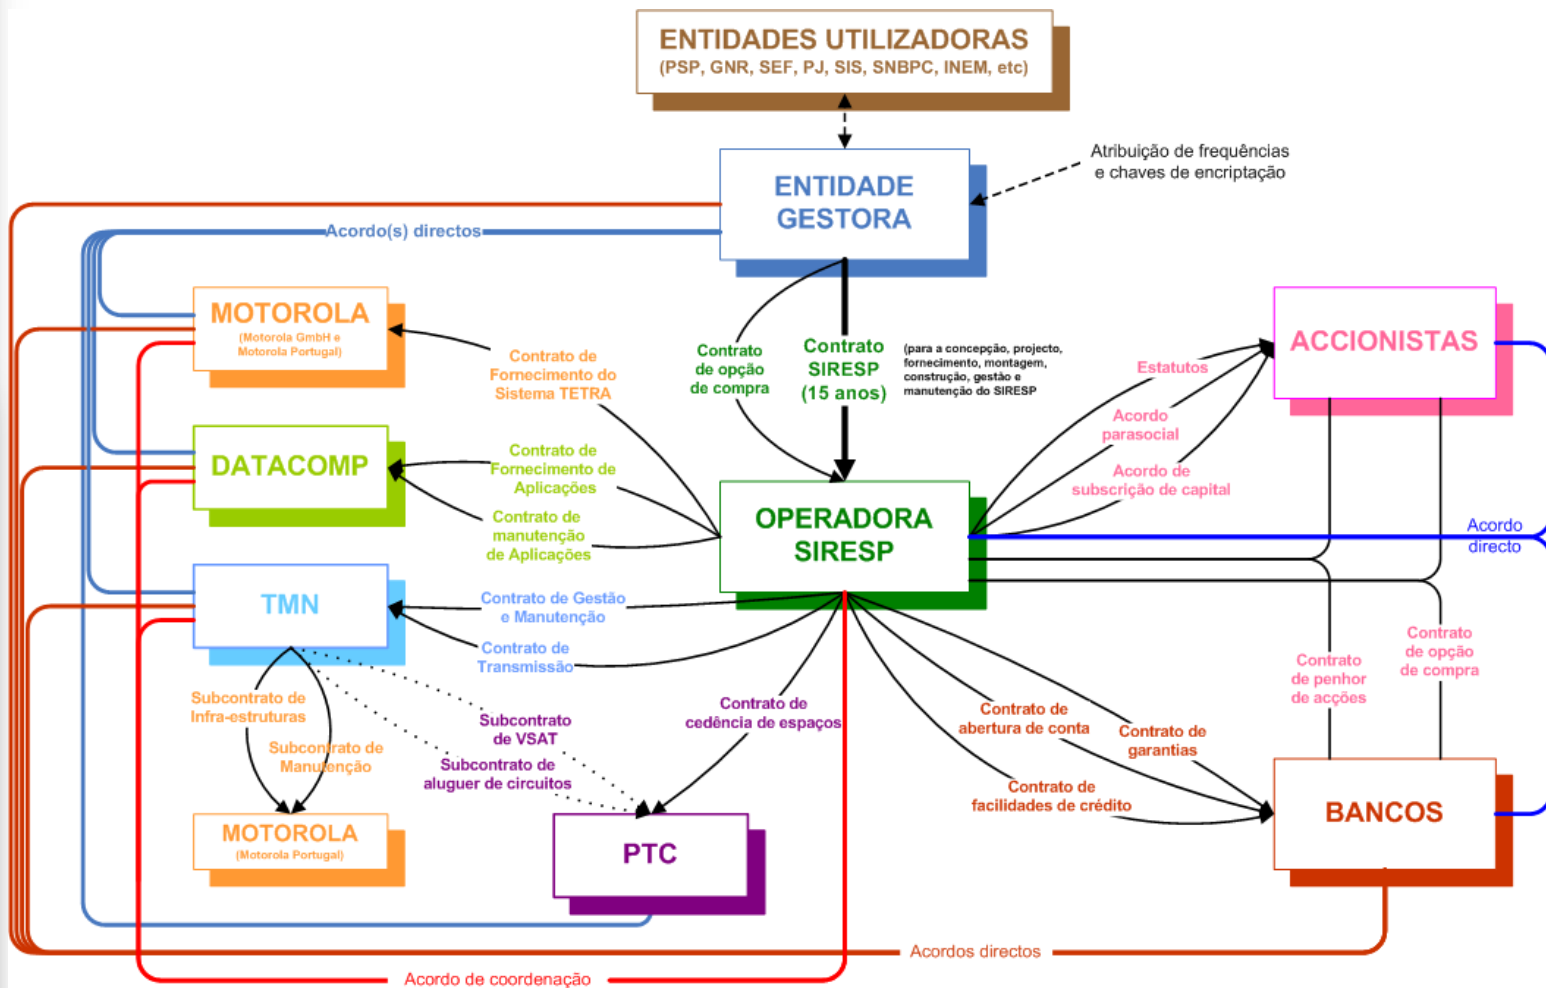 ENTIDADES UTILIZADORAS
(PSP, GNR, SEF, PJ, SIS, SNBPC, INEM, etc)
Atribuição de frequências
e chaves de encriptação
ENTIDADE
GESTORA
Acordo(s) directos
MOTOROLA
(Motorola GmbH e
Motorola Portugal)
Contrato de
Fornecimento do
Sistema TETRA
Contrato
de opção
de compra
Contrato
SIRESP
(15 anos)
(para a concepção, projecto,
fornecimento, montagem,
construção, gestão e
manutenção do SIRESP
Estatutos
Acordo
parasocial
Acordo de
subscrição de capital
ACCIONISTAS
DATACOMP
Contrato de
Fornecimento de
Aplicações
Contrato de
manutenção
de Aplicações
OPERADORA
SIRESP
Acordo
directo
TMN
Contrato de Gestão
e Manutenção
Contrato de
Transmissão
Contrato
de penhor
de acções
Contrato
de opção
de compra
Subcontrato de
Infra-estruturas
Subcontrato de
Manutenção
Subcontrato
de VSAT
Subcontrato de
aluguer de circuitos
Contrato de
cedência de espaços
Contrato de
abertura de conta
Contrato de
garantias
Contrato de
facilidades de crédito
MOTOROLA
(Motorola Portugal)
PTC
BANCOS
Acordos directos
Acordo de coordenação